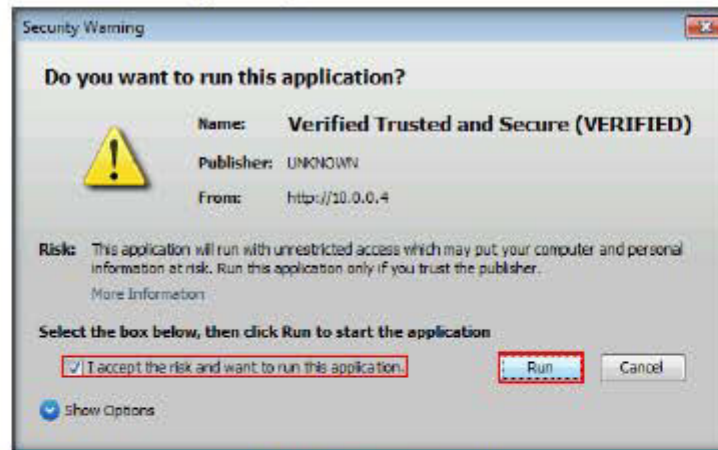 Security Warning
Do you want to run this application?
Name: Verified Trusted and Secure (VERIFIED)
Publisher: UNKNOWN
From: http://10.0.0.4
Risk: This application will run with unrestricted access which may put your computer and personal
information at risk. Run this application only if you trust the publisher.
More Information
Select the box below, then click Run to start the application
I accept the risk and want to run this application.
Run Cancel
Show Options